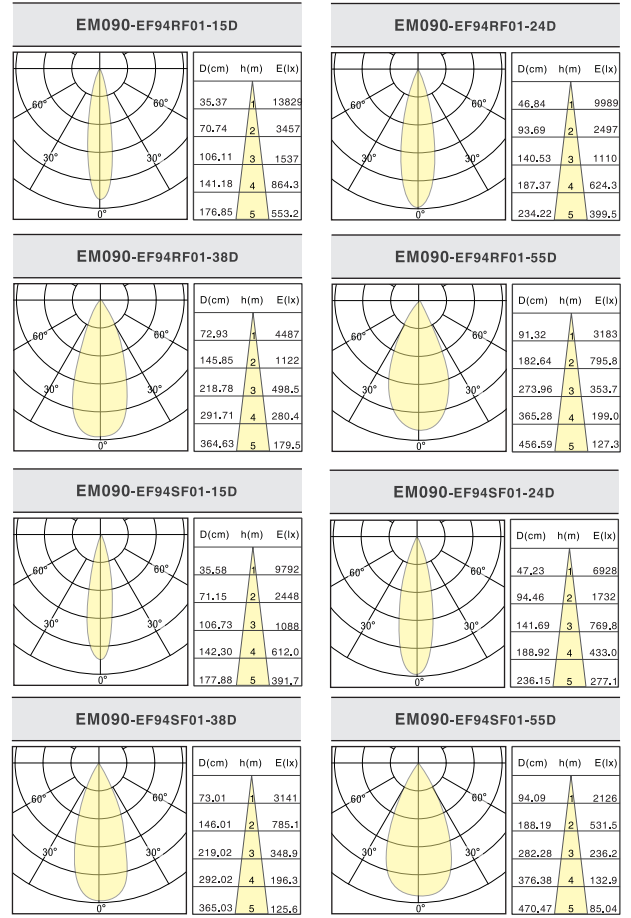 EM090-EF94RF01-15D
60° 60°
30° 30°
0°
D(cm) h(m) E(lx)
35.37 1 13829
70.74 2 3457
106.11 3 1537
141.18 4 864.3
176.85 5 553.2
EM090-EF94RF01-24D
60° 60°
30° 30°
0°
D(cm) h(m) E(lx)
46.84 1 9989
93.69 2 2497
140.53 3 1110
187.37 4 624.3
234.22 5 399.5
EM090-EF94RF01-38D
60° 60°
30° 30°
0°
D(cm) h(m) E(lx)
72.93 1 4487
145.85 2 1122
218.78 3 498.5
291.71 4 280.4
364.63 5 179.5
EM090-EF94RF01-55D
60° 60°
30° 30°
0°
D(cm) h(m) E(lx)
91.32 1 3183
182.64 2 795.8
273.96 3 353.7
365.28 4 199.0
456.59 5 127.3
EM090-EF94SF01-15D
60° 60°
30° 30°
0°
D(cm) h(m) E(lx)
35.58 1 9792
71.15 2 2448
106.73 3 1088
142.30 4 612.0
177.88 5 391.7
EM090-EF94SF01-24D
60° 60°
30° 30°
0°
D(cm) h(m) E(lx)
47.23 1 6928
94.46 2 1732
141.69 3 769.8
188.92 4 433.0
236.15 5 277.1
EM090-EF94SF01-38D
60° 60°
30° 30°
0°
D(cm) h(m) E(lx)
73.01 1 3141
146.01 2 785.1
219.02 3 348.9
292.02 4 196.3
365.03 5 125.6
EM090-EF94SF01-55D
60° 60°
30° 30°
0°
D(cm) h(m) E(lx)
94.09 1 2126
188.19 2 531.5
282.28 3 236.2
376.38 4 132.9
470.47 5 85.04